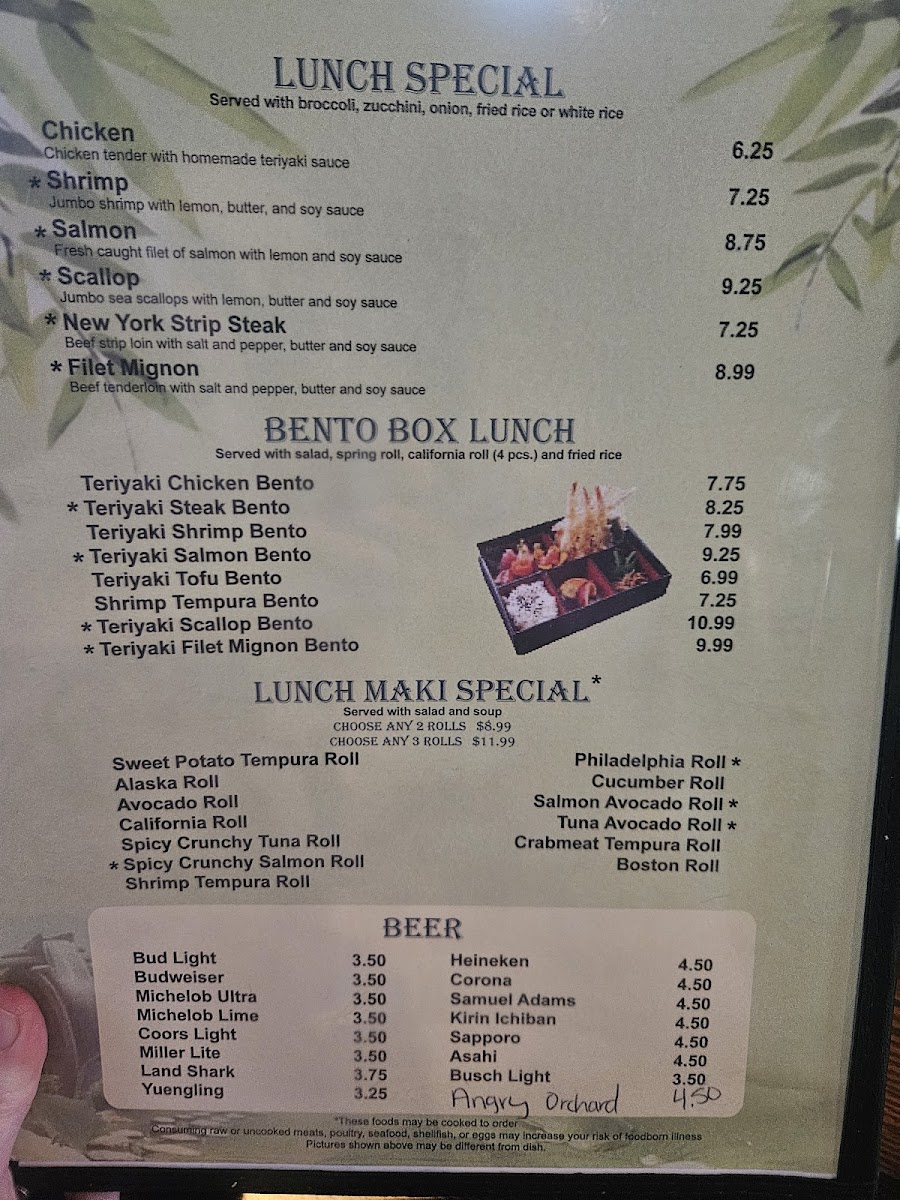 LUNCH SPECIAL
Served with broccoli, zucchini, onion, fried rice or white rice
Chicken 6.25
Chicken tender with homemade teriyaki sauce
* Shrimp 7.25
Jumbo shrimp with lemon, butter, and soy sauce
* Salmon 8.75
Fresh caught filet of salmon with lemon and soy sauce
* Scallop 9.25
Jumbo sea scallops with lemon, butter and soy sauce
* New York Strip Steak 7.25
Beef strip loin with salt and pepper, butter and soy sauce
* Filet Mignon 8.99
Beef tenderloin with salt and pepper, butter and soy sauce
BENTO BOX LUNCH
Served with salad, spring roll, california roll (4 pcs.) and fried rice
Teriyaki Chicken Bento 7.75
* Teriyaki Steak Bento 8.25
Teriyaki Shrimp Bento 7.99
* Teriyaki Salmon Bento 9.25
Teriyaki Tofu Bento 6.99
Shrimp Tempura Bento 7.25
* Teriyaki Scallop Bento 10.99
* Teriyaki Filet Mignon Bento 9.99
LUNCH MAKI SPECIAL*
Served with salad and soup
CHOOSE ANY 2 ROLLS $8.99
CHOOSE ANY 3 ROLLS $11.99
Sweet Potato Tempura Roll
Alaska Roll
Avocado Roll
California Roll
Spicy Crunchy Tuna Roll
* Spicy Crunchy Salmon Roll
Shrimp Tempura Roll
Philadelphia Roll *
Cucumber Roll
Salmon Avocado Roll *
Tuna Avocado Roll *
Crabmeat Tempura Roll
Boston Roll
BEER
Bud Light 3.50
Budweiser 3.50
Michelob Ultra 3.50
Michelob Lime 3.50
Coors Light 3.50
Miller Lite 3.50
Land Shark 3.75
Yuengling 3.25
Heineken 4.50
Corona 4.50
Samuel Adams 4.50
Kirin Ichiban 4.50
Sapporo 4.50
Asahi 4.50
Busch Light 3.50
Angry Orchard 4.50
*These foods may be cooked to order
Consuming raw or uncooked meats, poultry, seafood, shellfish, or eggs may increase your risk of foodborn illness
Pictures shown above may be different from dish.